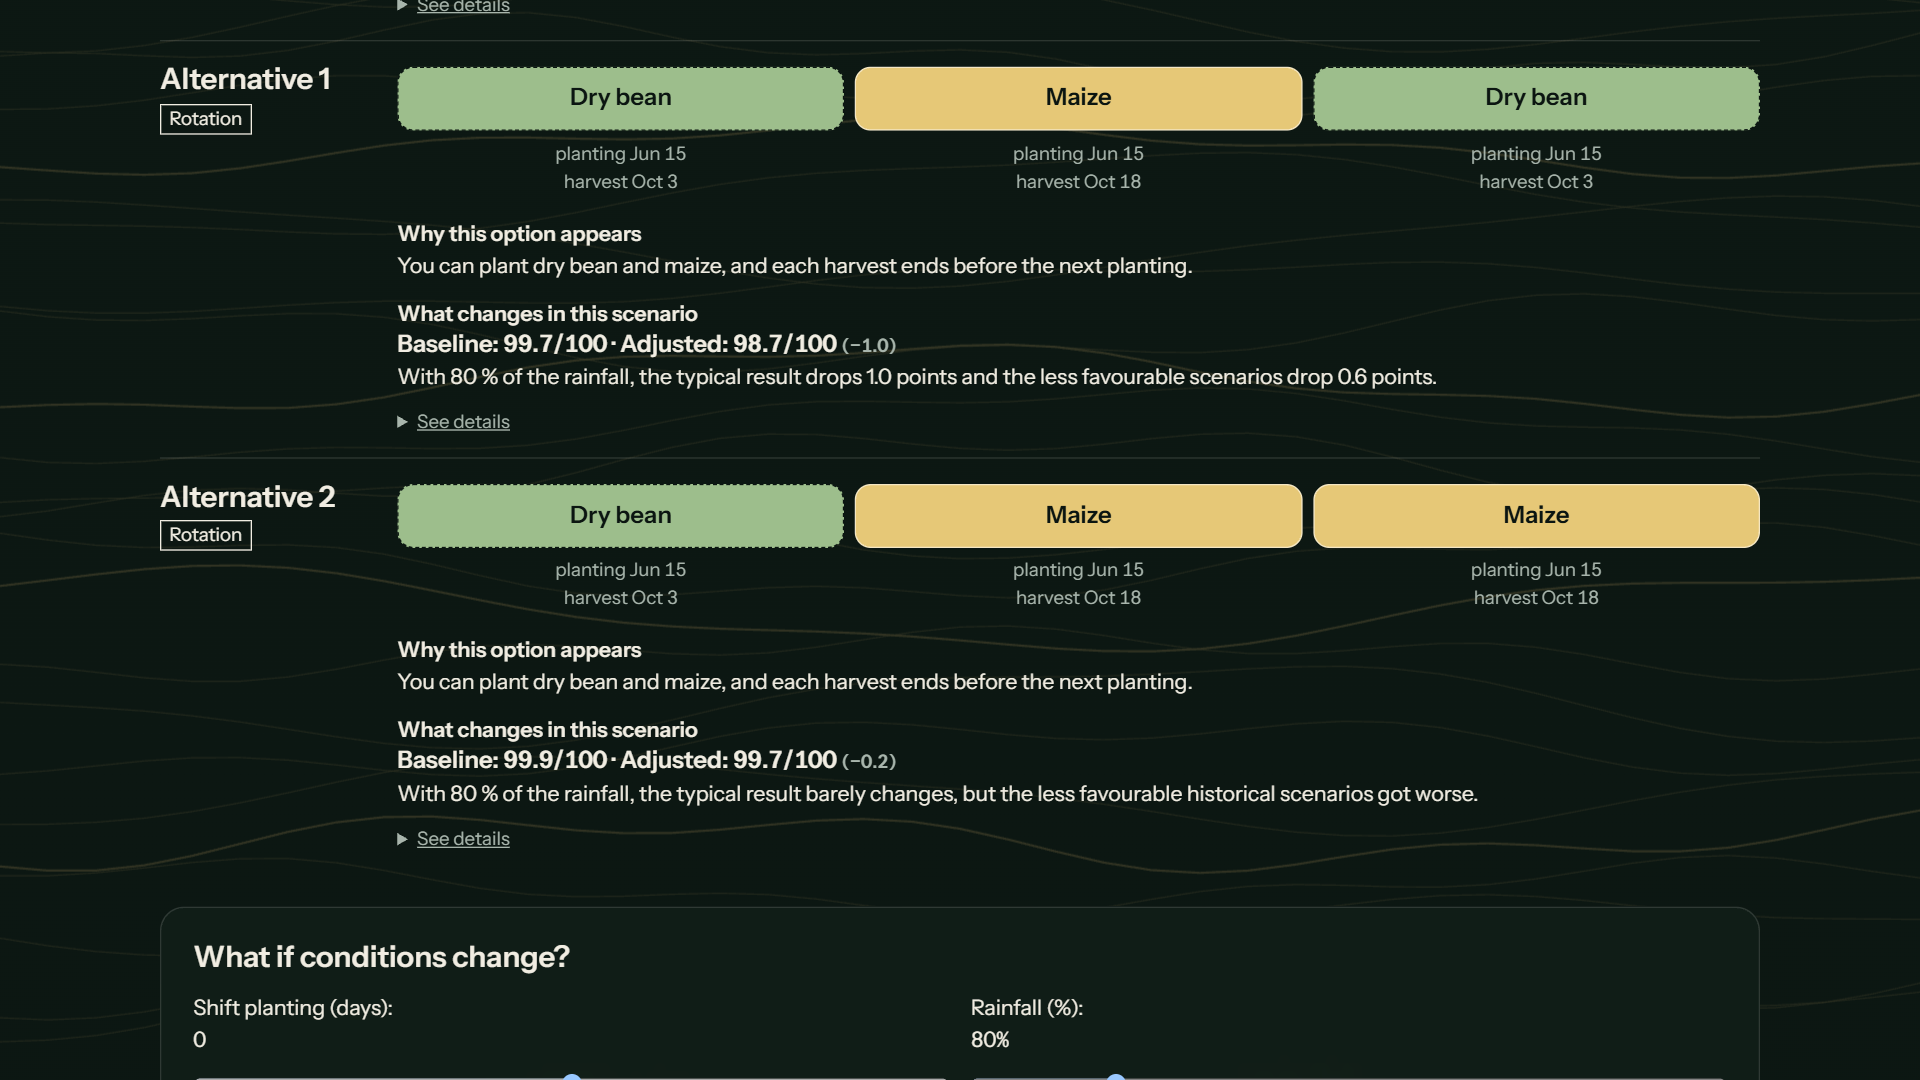 See details
Alternative 1
Rotation
Dry bean
Maize
Dry bean
planting Jun 15
harvest Oct 3
planting Jun 15
harvest Oct 18
planting Jun 15
harvest Oct 3
Why this option appears
You can plant dry bean and maize, and each harvest ends before the next planting.
What changes in this scenario
Baseline: 99.7/100 · Adjusted: 98.7/100 (−1.0)
With 80 % of the rainfall, the typical result drops 1.0 points and the less favourable scenarios drop 0.6 points.
See details
Alternative 2
Rotation
Dry bean
Maize
Maize
planting Jun 15
harvest Oct 3
planting Jun 15
harvest Oct 18
planting Jun 15
harvest Oct 18
Why this option appears
You can plant dry bean and maize, and each harvest ends before the next planting.
What changes in this scenario
Baseline: 99.9/100 · Adjusted: 99.7/100 (−0.2)
With 80 % of the rainfall, the typical result barely changes, but the less favourable historical scenarios got worse.
See details
What if conditions change?
Shift planting (days):
0
Rainfall (%):
80%